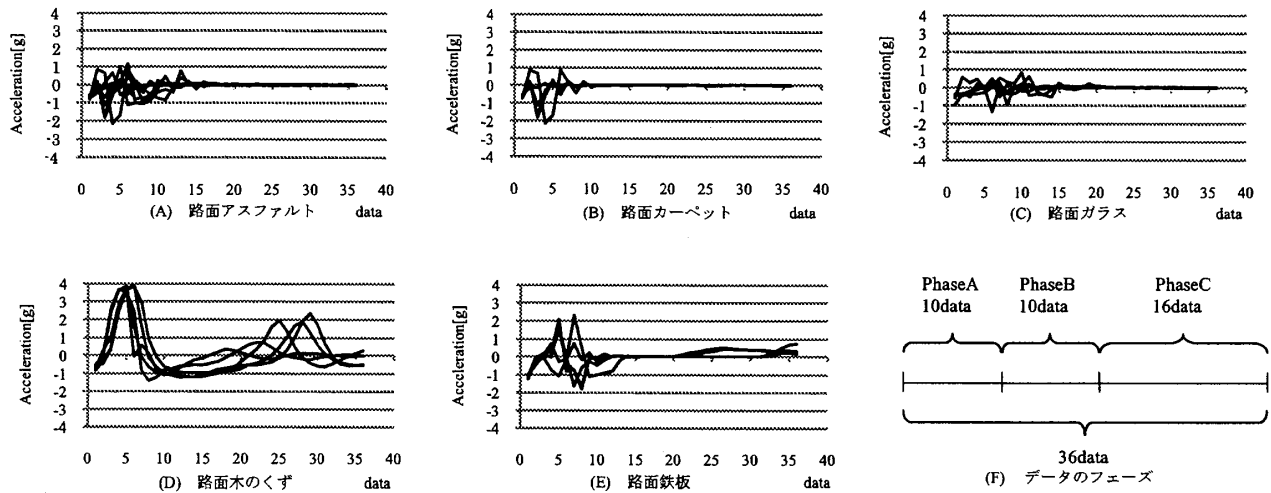 Acceleration[g]
4
3
2
1
0
-1
-2
-3
-4
0 5 10 15 20 25 30 35 40
(A) 路面アスファルト data
Acceleration[g]
4
3
2
1
0
-1
-2
-3
-4
0 5 10 15 20 25 30 35 40
(B) 路面カーペット data
Acceleration[g]
4
3
2
1
0
-1
-2
-3
-4
0 5 10 15 20 25 30 35 40
(C) 路面ガラス data
Acceleration[g]
4
3
2
1
0
-1
-2
-3
-4
0 5 10 15 20 25 30 35 40
(D) 路面木のくず data
Acceleration[g]
4
3
2
1
0
-1
-2
-3
-4
0 5 10 15 20 25 30 35 40
(E) 路面鉄板 data
PhaseA PhaseB PhaseC
10data 10data 16data
36data
(F) データのフェーズ